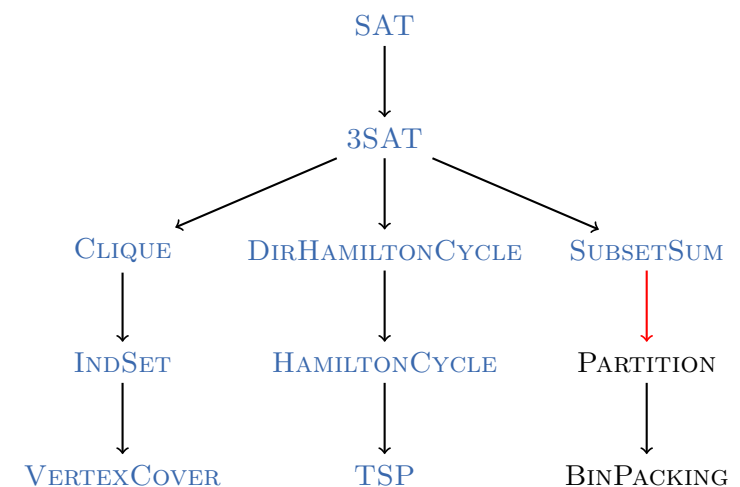 SAT
3SAT
CLIQUE DIRHAMILTONCYCLE SUBSETSUM
INDSET HAMILTONCYCLE PARTITION
VERTEXCOVER TSP BINPACKING